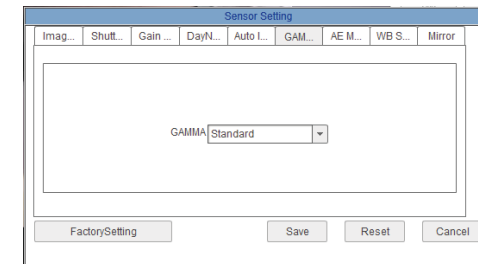 Sensor Setting
Imag... Shutt... Gain ... DayN... Auto I... GAM... AE M... WB S... Mirror
GAMMA Standard
FactorySetting Save Reset Cancel